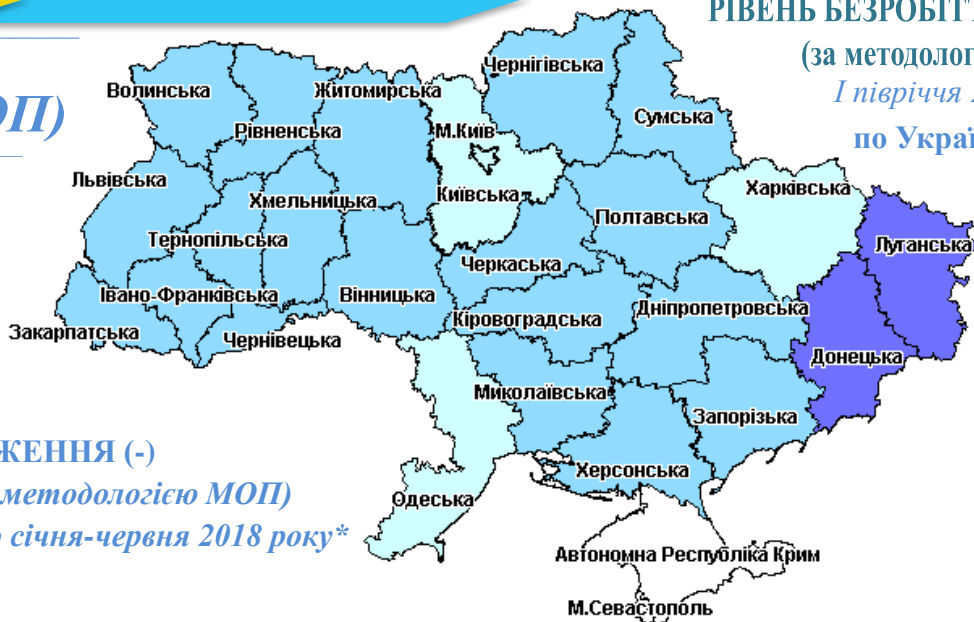 РІВЕНЬ БЕЗРОБІТ
(за методолог
І півріччя
по Украї
ОП)
Чернігівська
Волинська
Житомирська
Сумська
Рівненська
М.Київ
Львівська
Хмельницька
Київська
Харківська
Полтавська
Тернопільська
Черкаська
Луганська
Івано-Франківська
Вінницька
Кіровоградська
Дніпропетровська
Закарпатська
Чернівецька
Донецька
Миколаївська
Запорізька
ЖЕННЯ (-)
Херсонська
методологією МОП)
Одеська
січня-червня 2018 року*
Автономна Республіка Крим
М.Севастополь